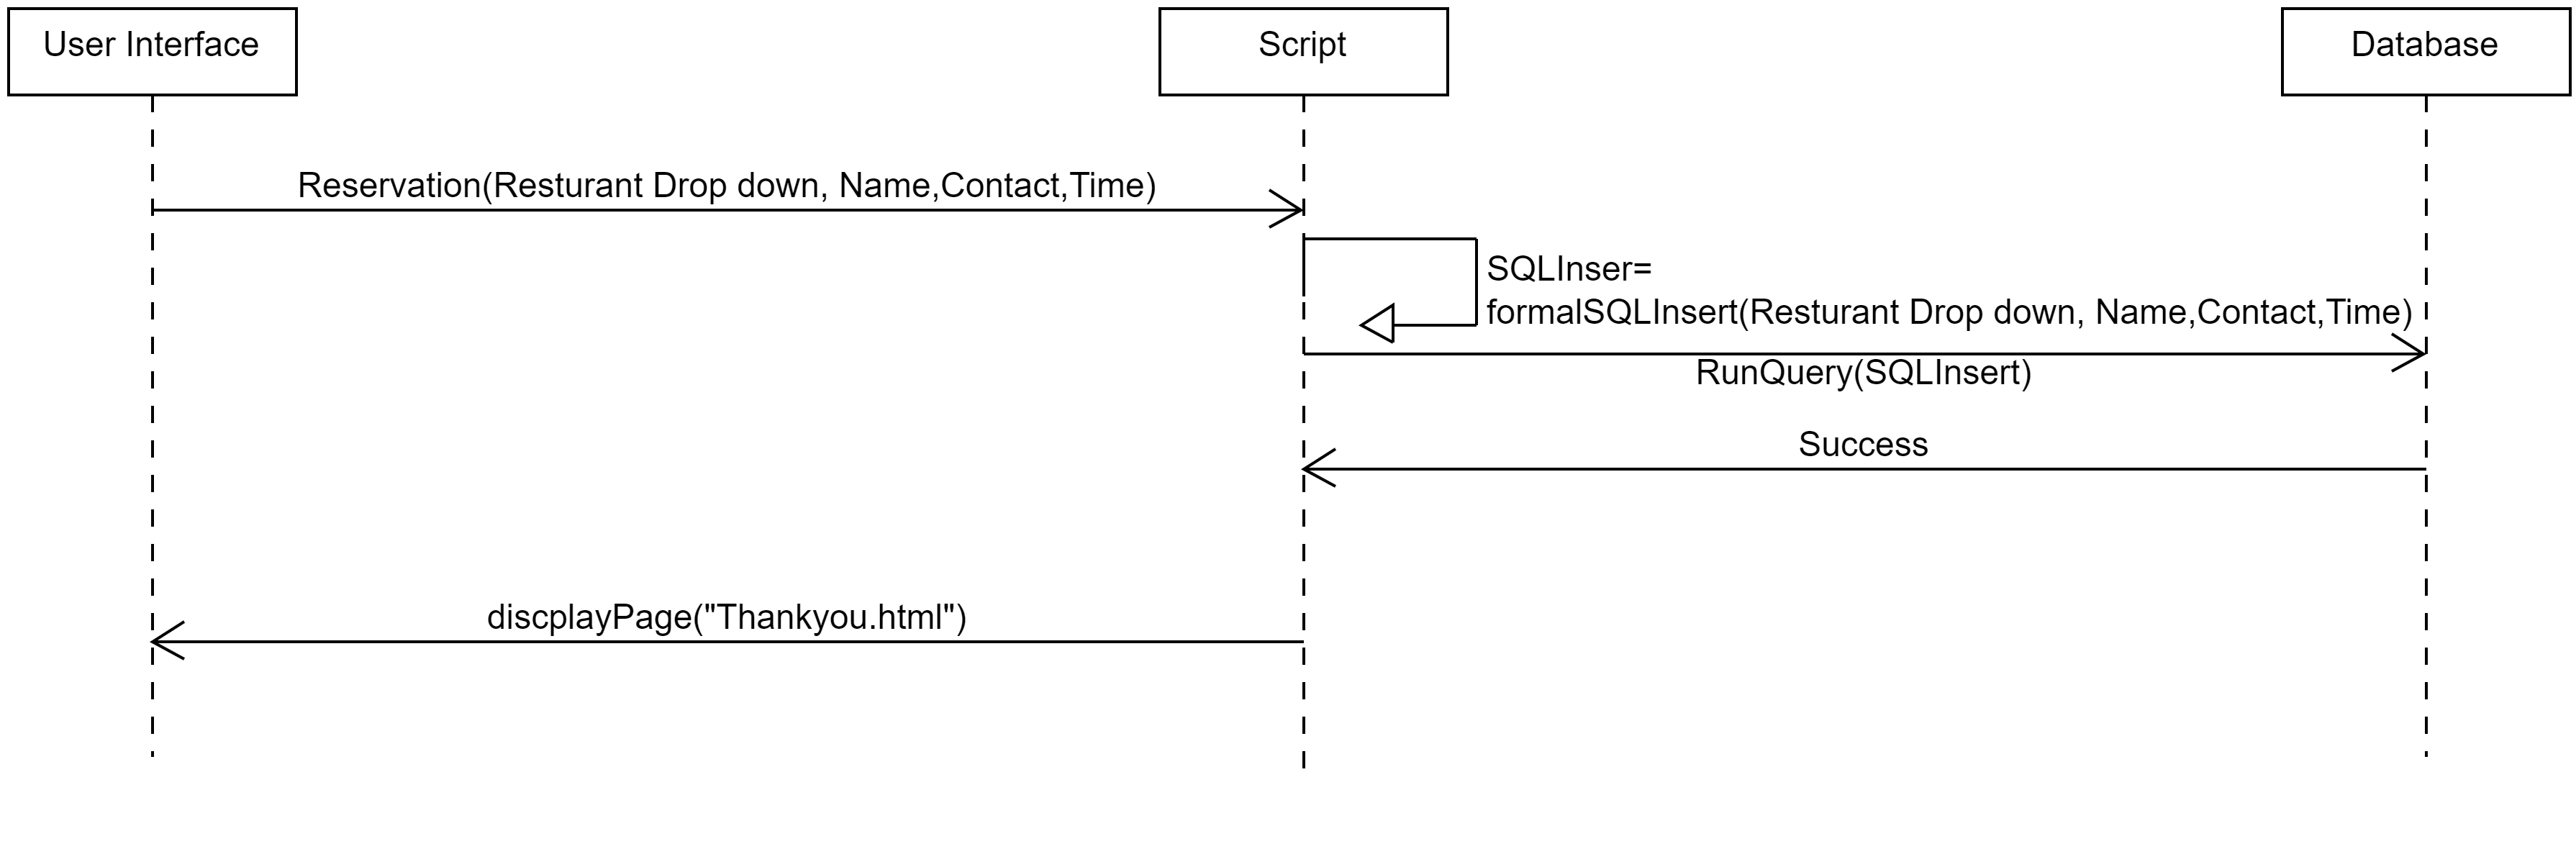 User Interface
Script
Database
Reservation(Resturant Drop down, Name,Contact,Time)
SQLInser=
formalSQLInsert(Resturant Drop down, Name,Contact,Time)
RunQuery(SQLInsert)
Success
discplayPage("Thankyou.html")